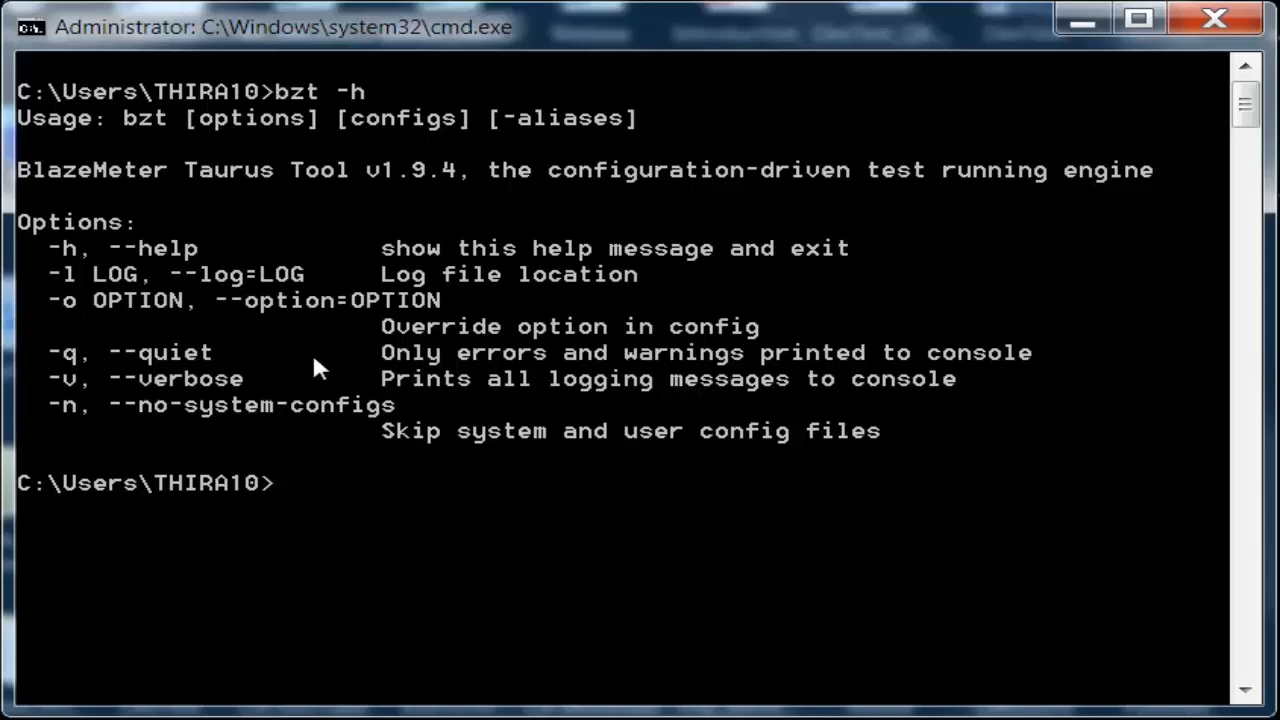 Administrator: C:\Windows\system32\cmd.exe
C:\Users\THIRA10>bzt -h
Usage: bzt [options] [configs] [-aliases]
BlazeMeter Taurus Tool v1.9.4, the configuration-driven test running engine
Options:
-h, --help show this help message and exit
-l LOG, --log=LOG Log file location
-o OPTION, --option=OPTION
Override option in config
-q, --quiet Only errors and warnings printed to console
-v, --verbose Prints all logging messages to console
-n, --no-system-configs
Skip system and user config files
C:\Users\THIRA10>